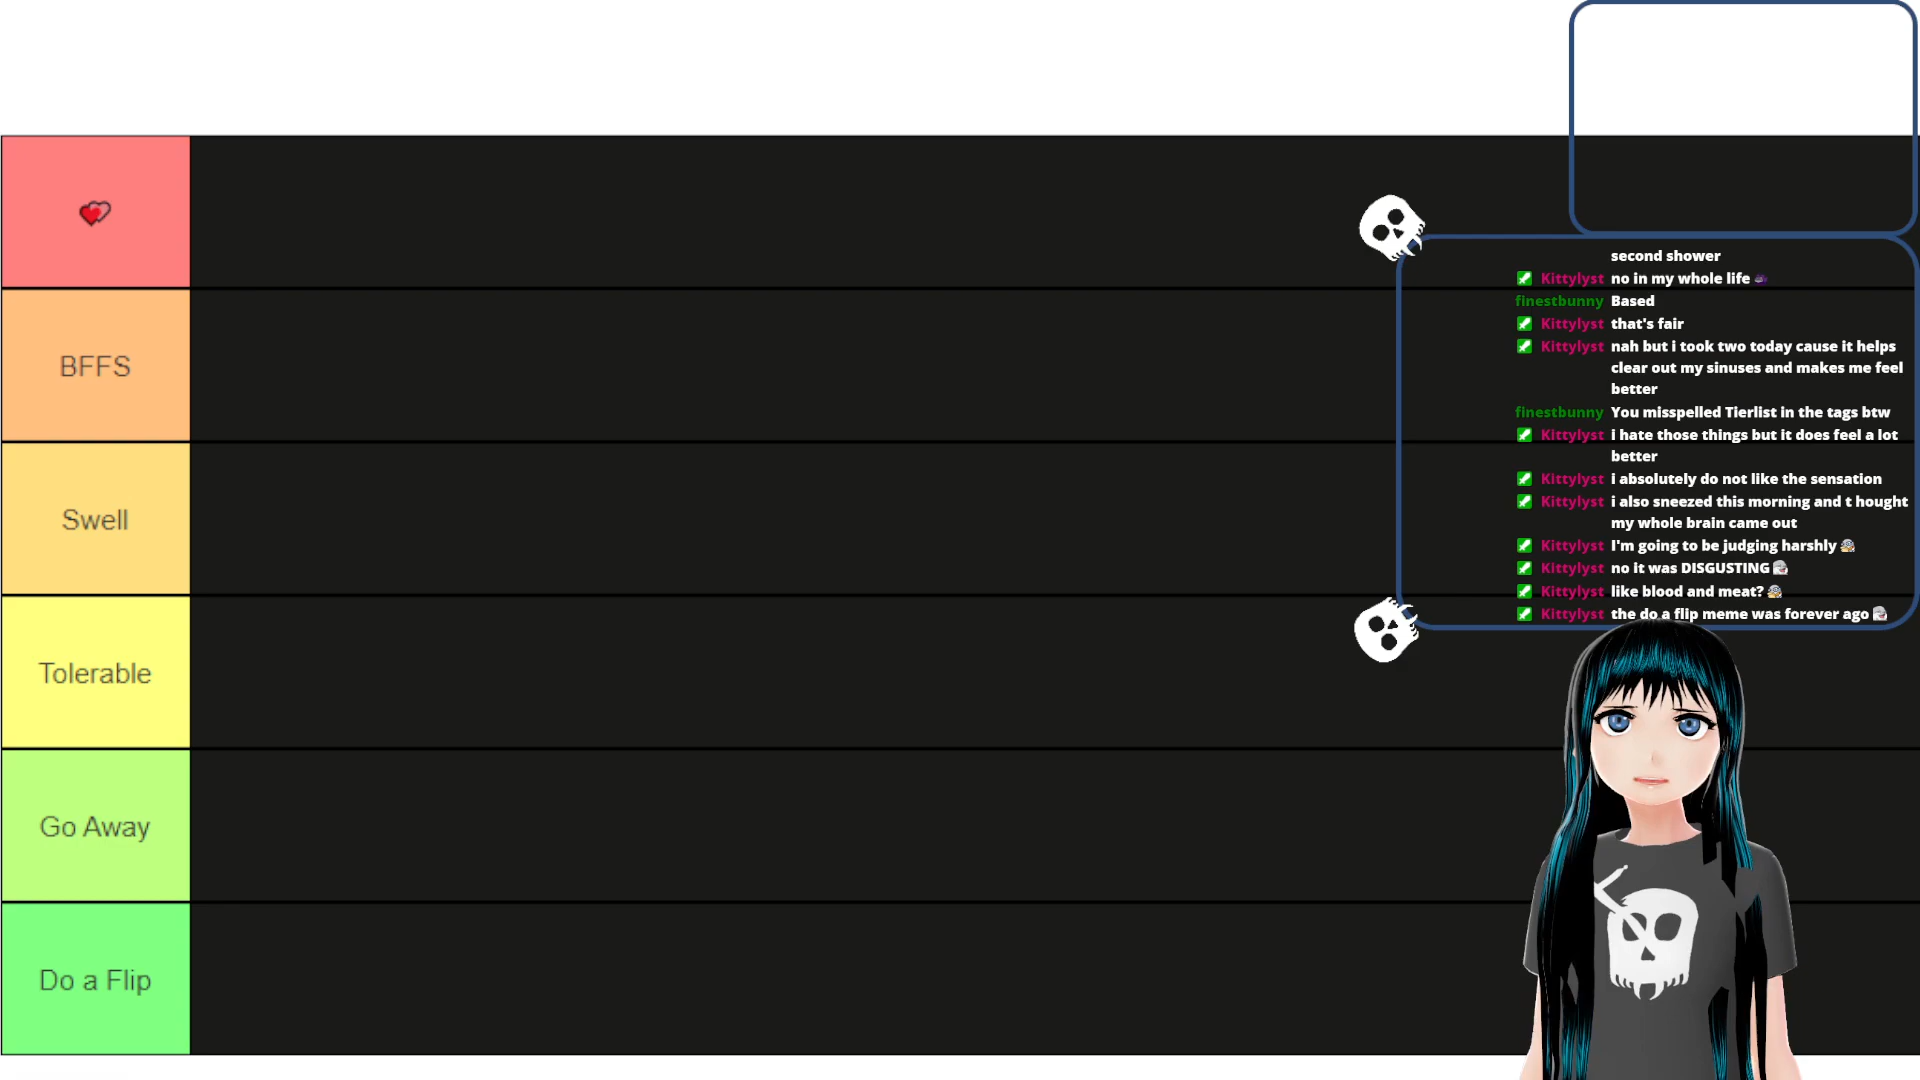 BFFS
Swell
Tolerable
Go Away
Do a Flip
second shower
Kittylyst no in my whole life
finestbunny Based
Kittylyst that's fair
Kittylyst nah but i took two today cause it helps
clear out my sinuses and makes me feel
better
finestbunny You misspelled Tierlist in the tags btw
Kittylyst i hate those things but it does feel a lot
better
Kittylyst i absolutely do not like the sensation
Kittylyst i also sneezed this morning and t hought
my whole brain came out
Kittylyst I'm going to be judging harshly
Kittylyst no it was DISGUSTING
Kittylyst like blood and meat?
Kittylyst the do a flip meme was forever ago